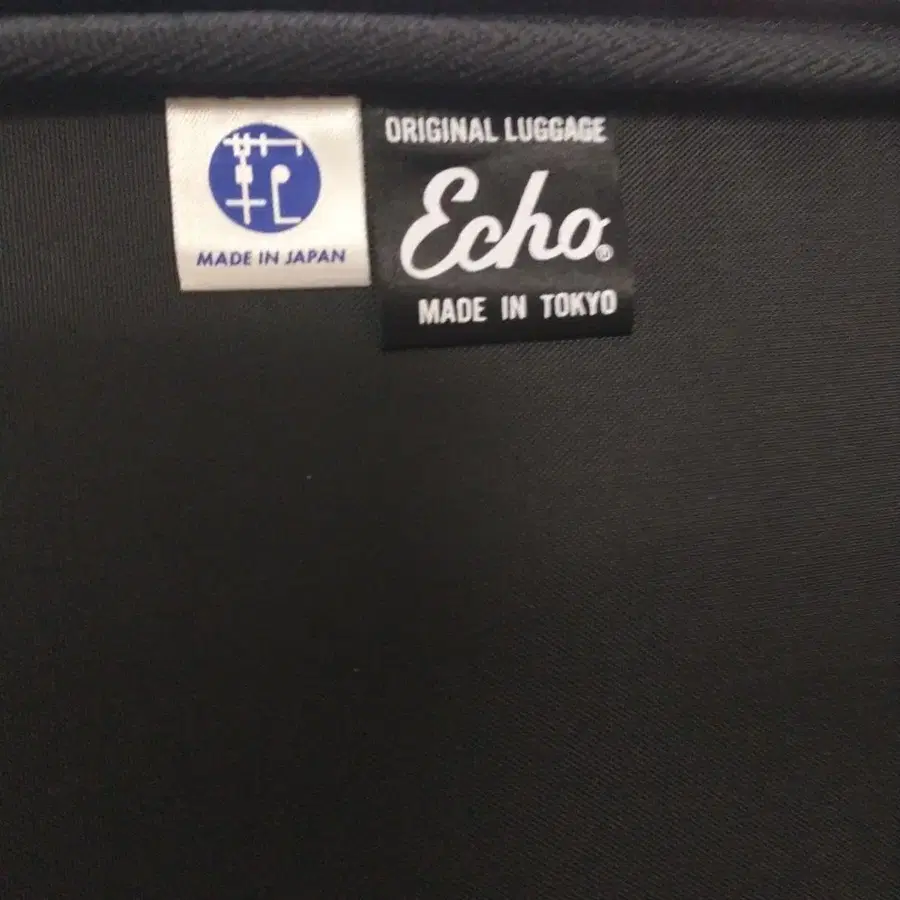 MADE IN JAPAN
ORIGINAL LUGGAGE
Echo®
MADE IN TOKYO